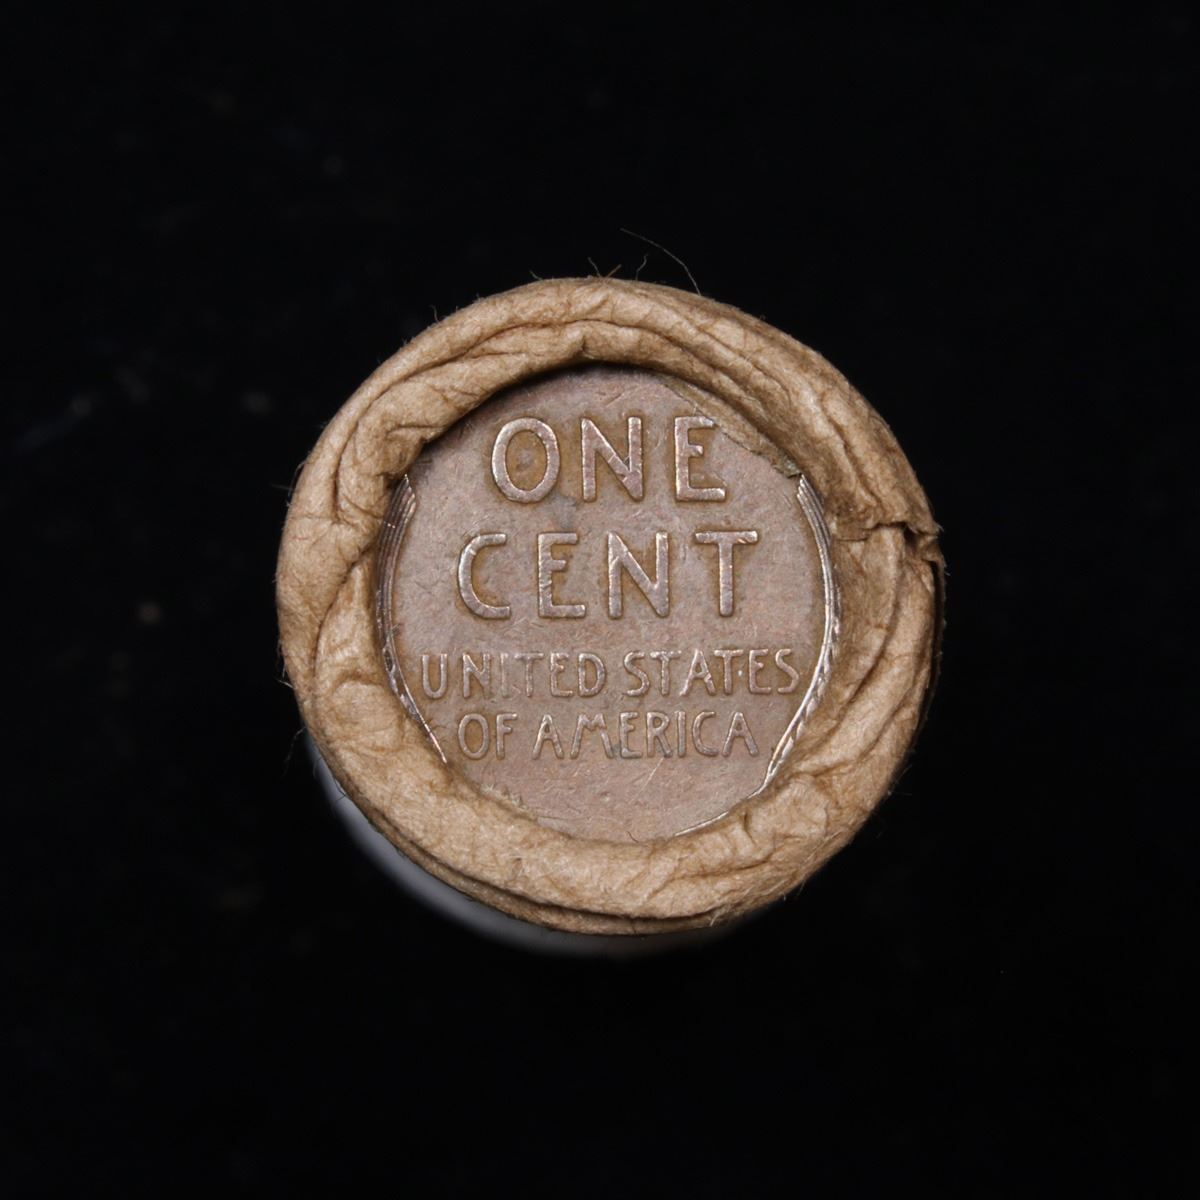 ONE
CENT
UNITED STATES
OF AMERICA